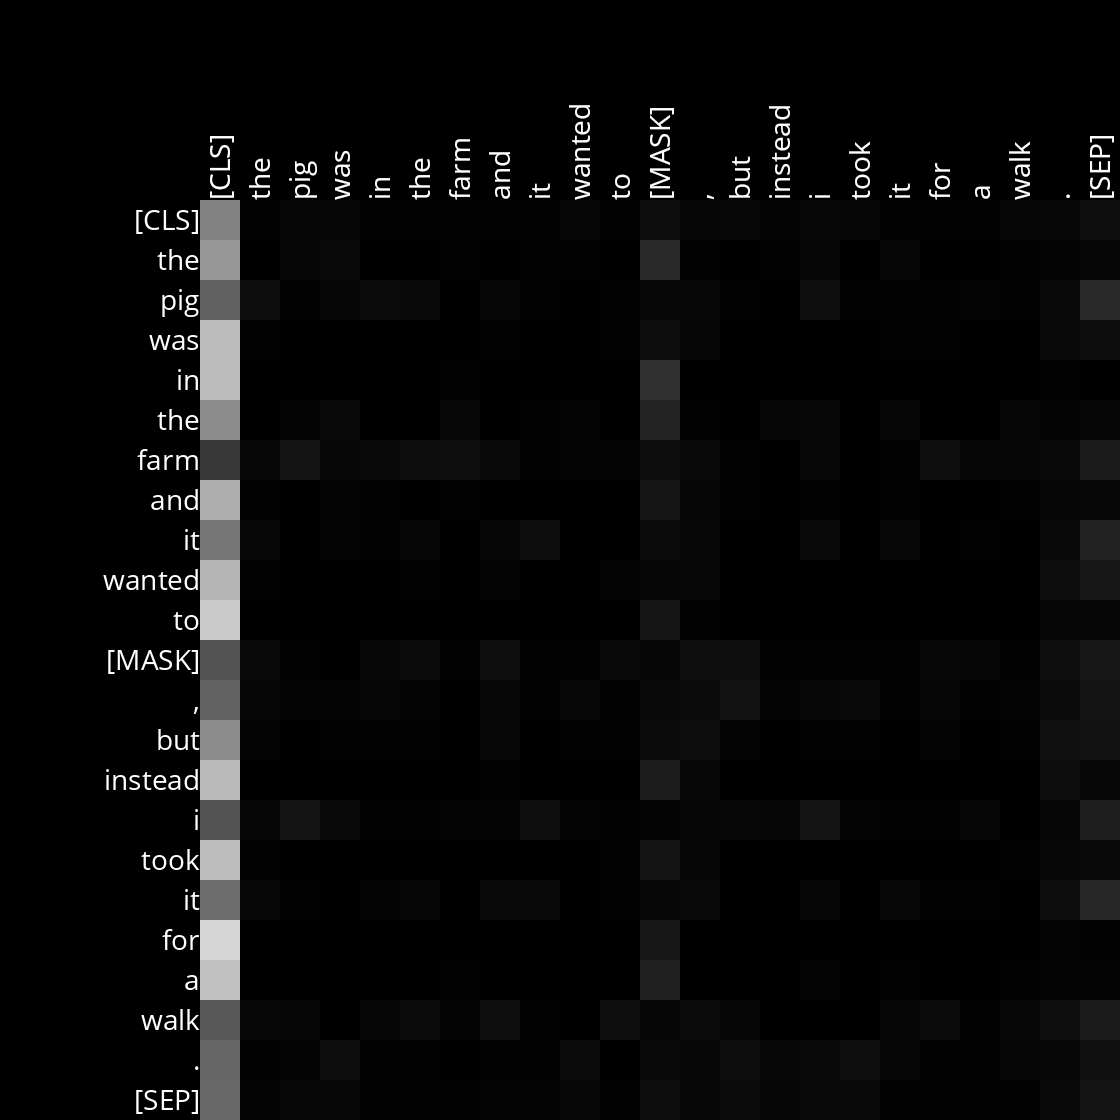 [CLS] the pig was in the farm and it wanted to [MASK] , but instead i took it for a walk . [SEP]
[CLS]
the
pig
was
in
the
farm
and
it
wanted
to
[MASK]
,
but
instead
i
took
it
for
a
walk
.
[SEP]